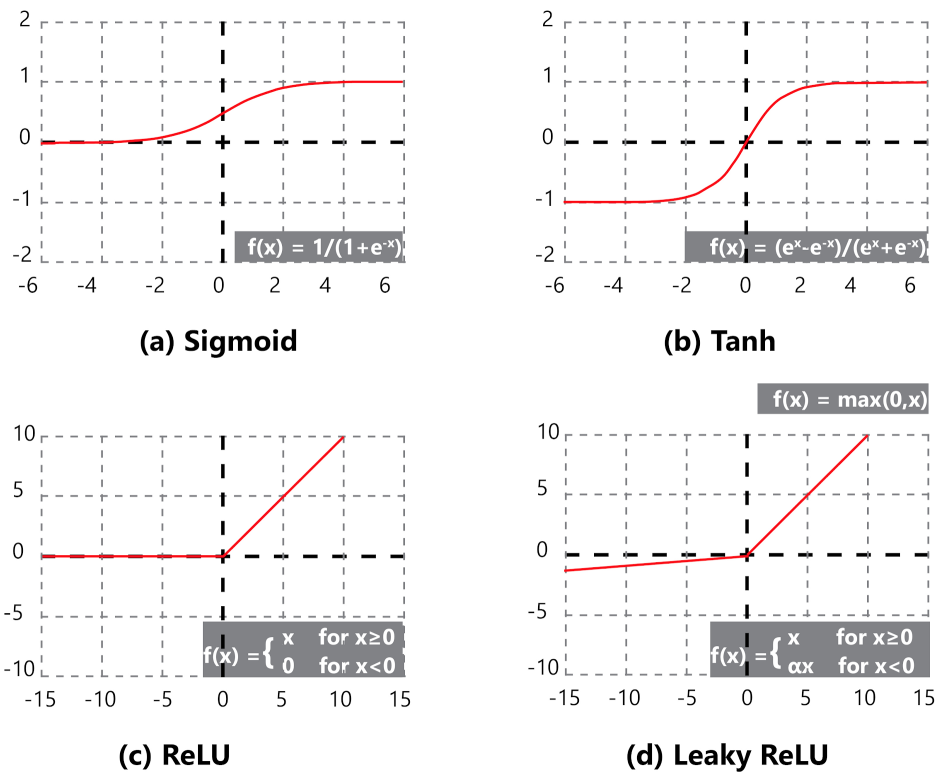 2
1
0
-1
-2
f(x) = 1/(1+e⁻ˣ)
-6 -4 -2 0 2 4 6
(a) Sigmoid
2
1
0
-1
-2
f(x) = (eˣ-e⁻ˣ)/(eˣ+e⁻ˣ)
-6 -4 -2 0 2 4 6
(b) Tanh
10
5
0
-5
-10
f(x) = { x for x≥0
0 for x<0
-15 -10 -5 0 5 10 15
(c) ReLU
f(x) = max(0,x)
10
5
0
-5
-10
f(x) = { x for x≥0
αx for x<0
-15 -10 -5 0 5 10 15
(d) Leaky ReLU